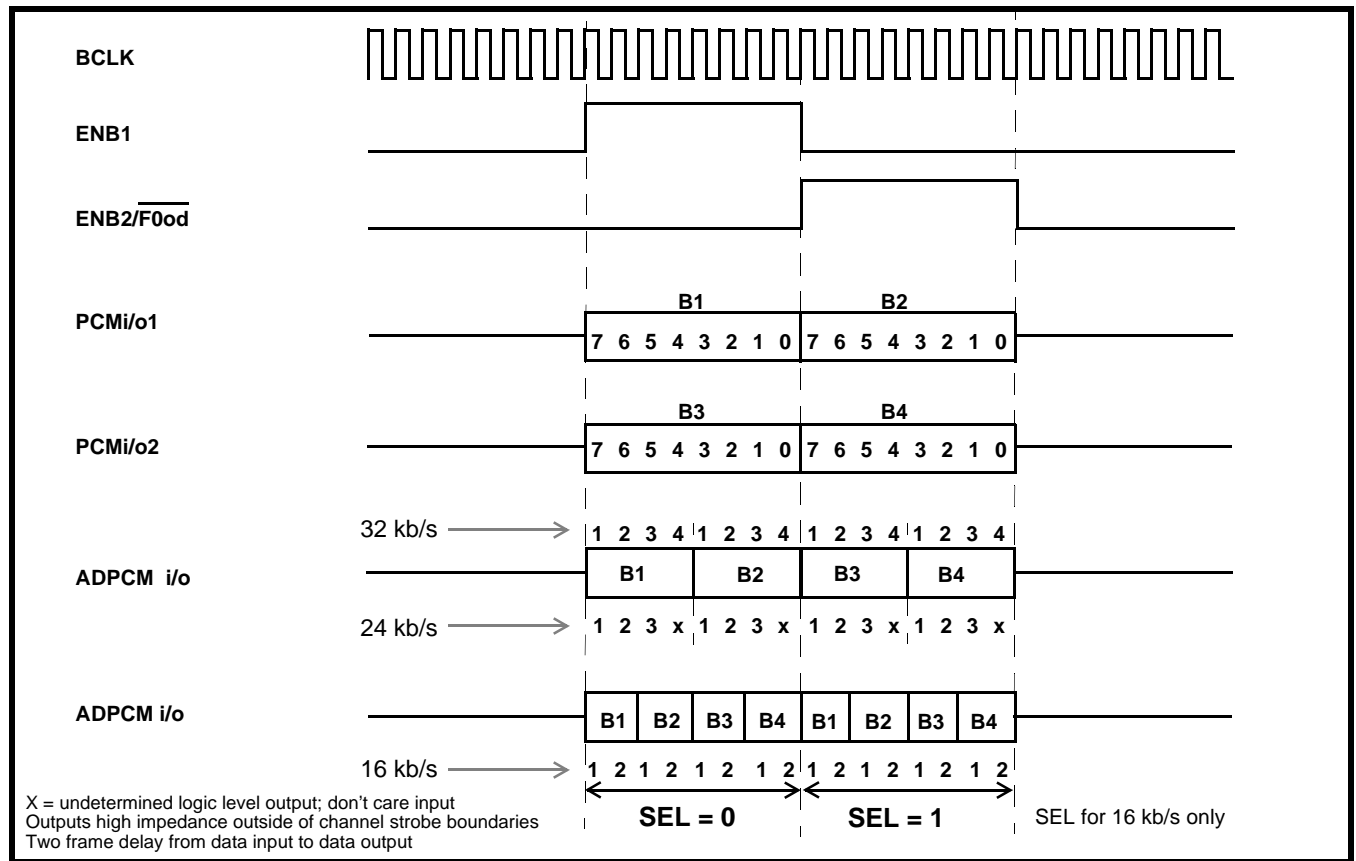 BCLK
ENB1
ENB2/F0od
B1 B2
PCMi/o1
7 6 5 4 3 2 1 0 7 6 5 4 3 2 1 0
B3 B4
PCMi/o2
7 6 5 4 3 2 1 0 7 6 5 4 3 2 1 0
32 kb/s 1 2 3 4 1 2 3 4 1 2 3 4 1 2 3 4
ADPCM i/o B1 B2 B3 B4
24 kb/s 1 2 3 x 1 2 3 x 1 2 3 x 1 2 3 x
ADPCM i/o B1 B2 B3 B4 B1 B2 B3 B4
16 kb/s 1 2 1 2 1 2 1 2 1 2 1 2 1 2 1 2
X = undetermined logic level output; don't care input
Outputs high impedance outside of channel strobe boundaries
Two frame delay from data input to data output
SEL = 0 SEL = 1 SEL for 16 kb/s only